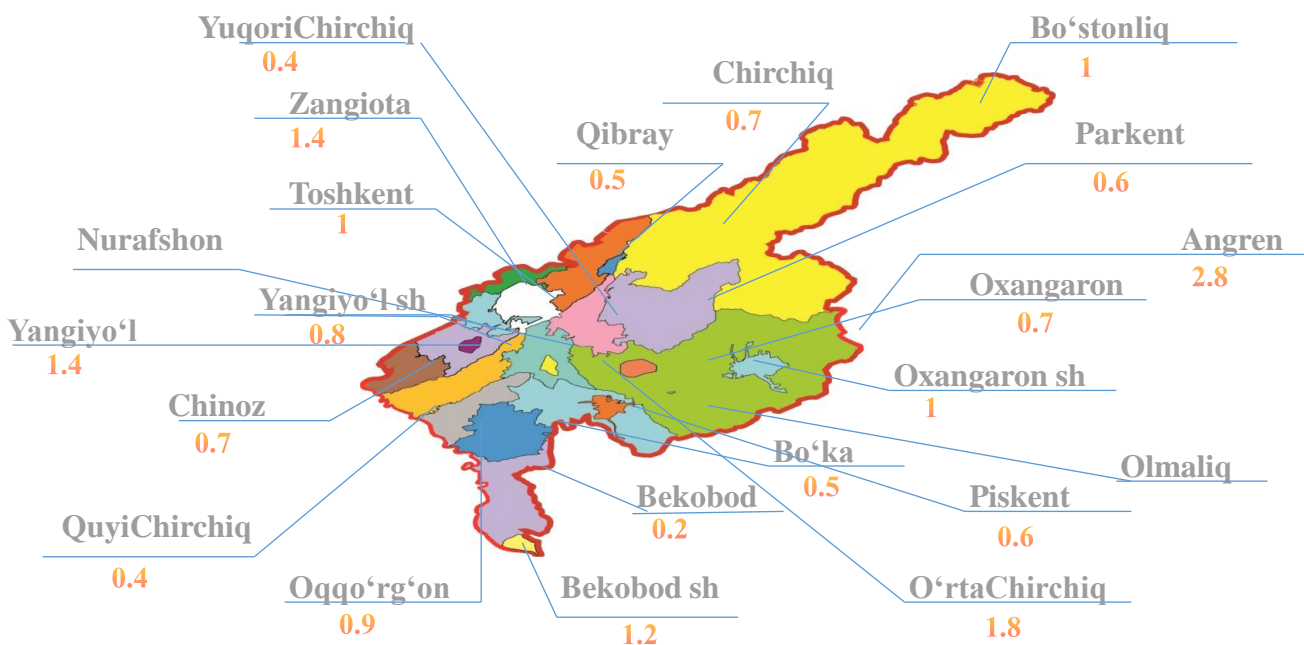 YuqoriChirchiq
0.4
Bo‘stonliq
1
Chirchiq
0.7
Zangiota
1.4
Qibray
0.5
Parkent
0.6
Toshkent
1
Nurafshon
Angren
2.8
Yangiyo‘l sh
0.8
Oxangaron
0.7
Yangiyo‘l
1.4
Oxangaron sh
1
Chinoz
0.7
Bo‘ka
0.5
Olmaliq
Bekobod
0.2
Piskent
0.6
QuyiChirchiq
0.4
Oqqo‘rg‘on
0.9
Bekobod sh
1.2
O‘rtaChirchiq
1.8